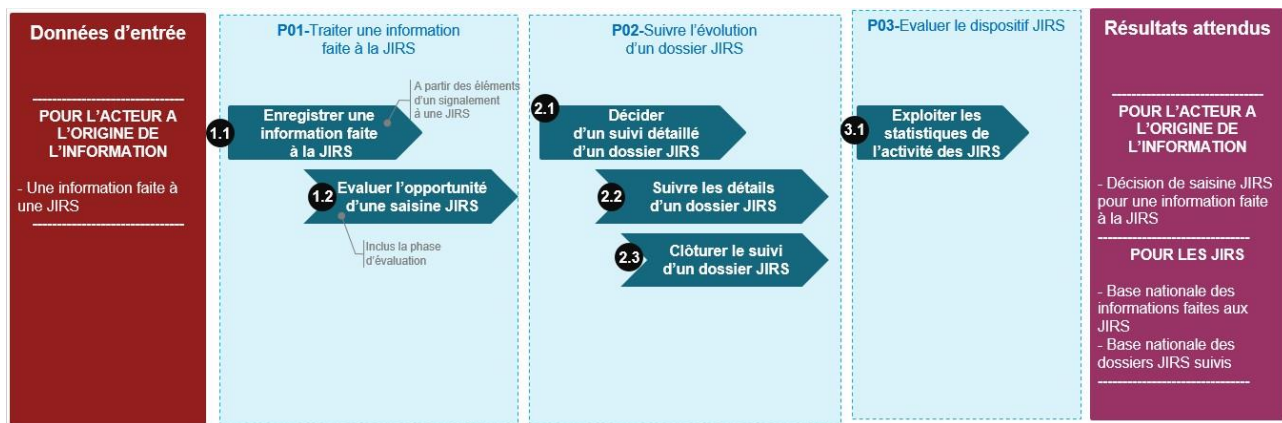 Données d'entrée
POUR L'ACTEUR A
L'ORIGINE DE
L'INFORMATION
- Une information faite à
une JIRS
P01-Traiter une information
faite à la JIRS
A partir des éléments
d'un signalement
à une JIRS
1.1
Enregistrer une
information faite
à la JIRS
1.2
Evaluer l'opportunité
d'une saisine JIRS
Inclus la phase
d'évaluation
P02-Suivre l'évolution
d'un dossier JIRS
2.1
Décider
d'un suivi détaillé
d'un dossier JIRS
2.2
Suivre les détails
d'un dossier JIRS
2.3
Clôturer le suivi
d'un dossier JIRS
P03-Evaluer le dispositif JIRS
3.1
Exploiter les
statistiques de
l'activité des JIRS
Résultats attendus
POUR L'ACTEUR A
L'ORIGINE DE
L'INFORMATION
- Décision de saisine JIRS
pour une information faite
à la JIRS
POUR LES JIRS
- Base nationale des
informations faites aux
JIRS
- Base nationale des
dossiers JIRS suivis